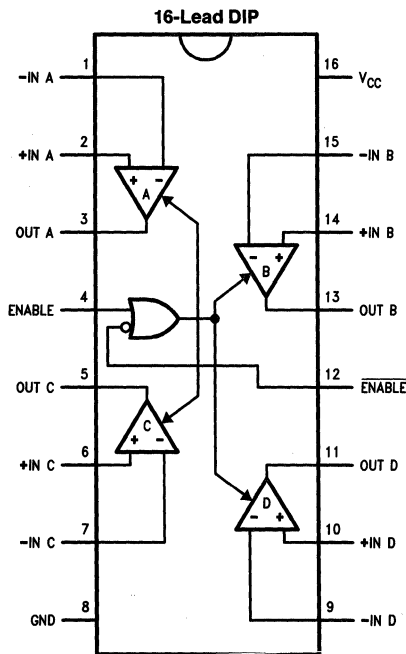 16-Lead DIP
1
-IN A
2
+IN A
3
OUT A
4
ENABLE
5
OUT C
6
+IN C
7
-IN C
8
GND
16
VCC
15
-IN B
14
+IN B
13
OUT B
12
ENABLE
11
OUT D
10
+IN D
9
-IN D
+ -
A
- +
B
+ -
C
D
- +